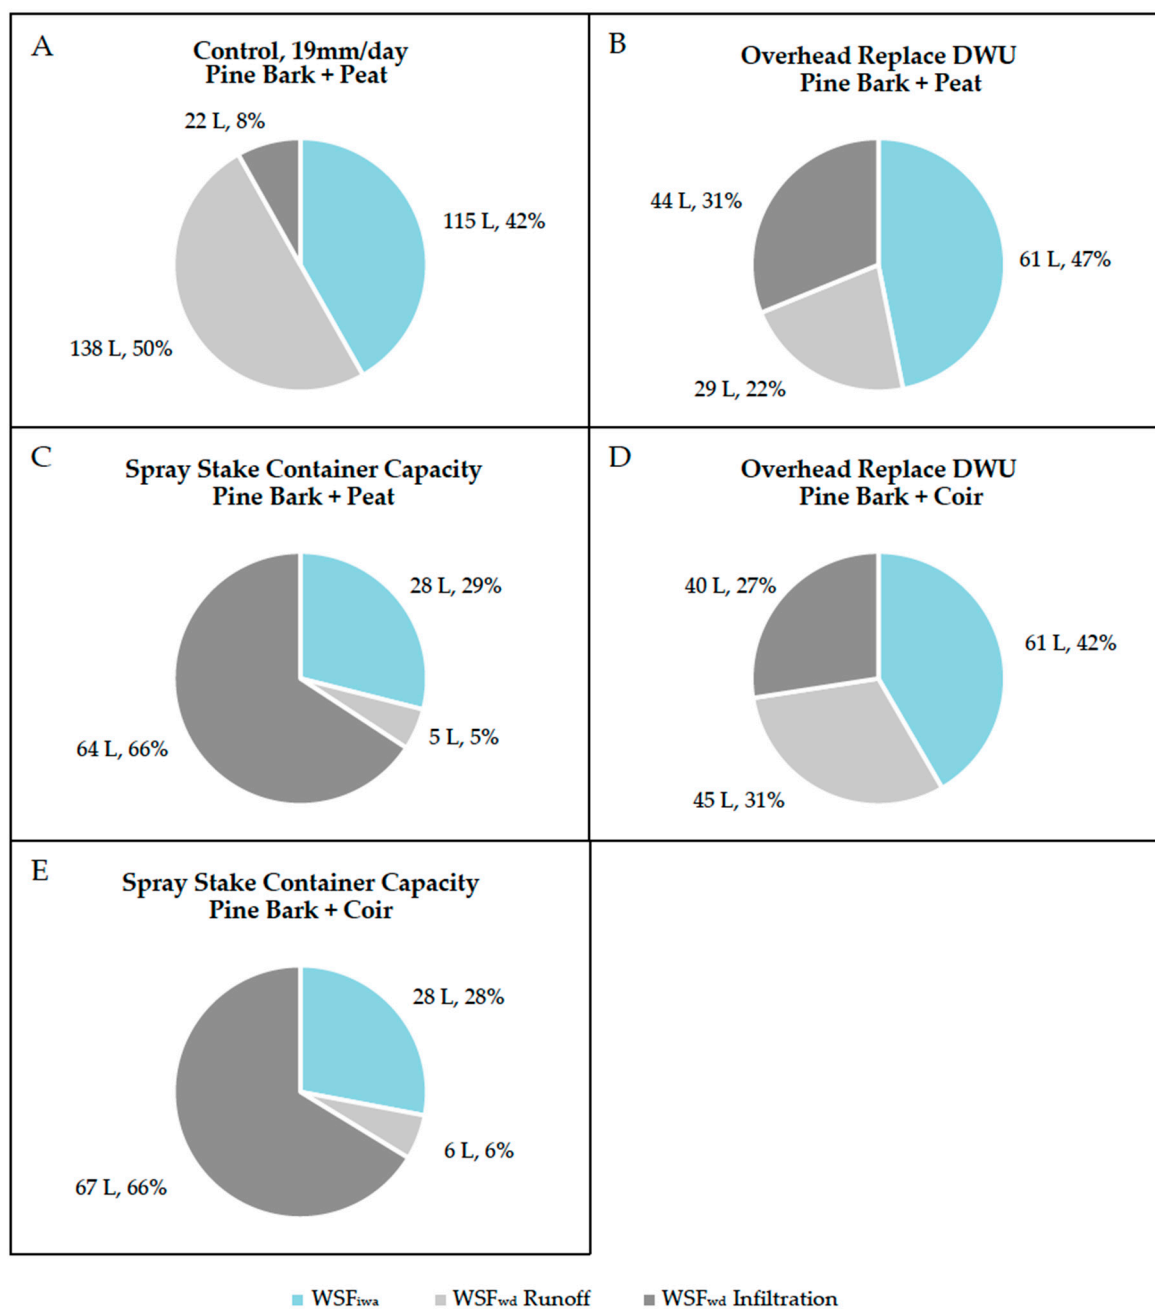 A
Control, 19mm/day
Pine Bark + Peat
22 L, 8%
115 L, 42%
138 L, 50%
B
Overhead Replace DWU
Pine Bark + Peat
44 L, 31%
61 L, 47%
29 L, 22%
C
Spray Stake Container Capacity
Pine Bark + Peat
28 L, 29%
5 L, 5%
64 L, 66%
D
Overhead Replace DWU
Pine Bark + Coir
40 L, 27%
61 L, 42%
45 L, 31%
E
Spray Stake Container Capacity
Pine Bark + Coir
28 L, 28%
6 L, 6%
67 L, 66%
WSFiwa WSFwd Runoff WSFwd Infiltration